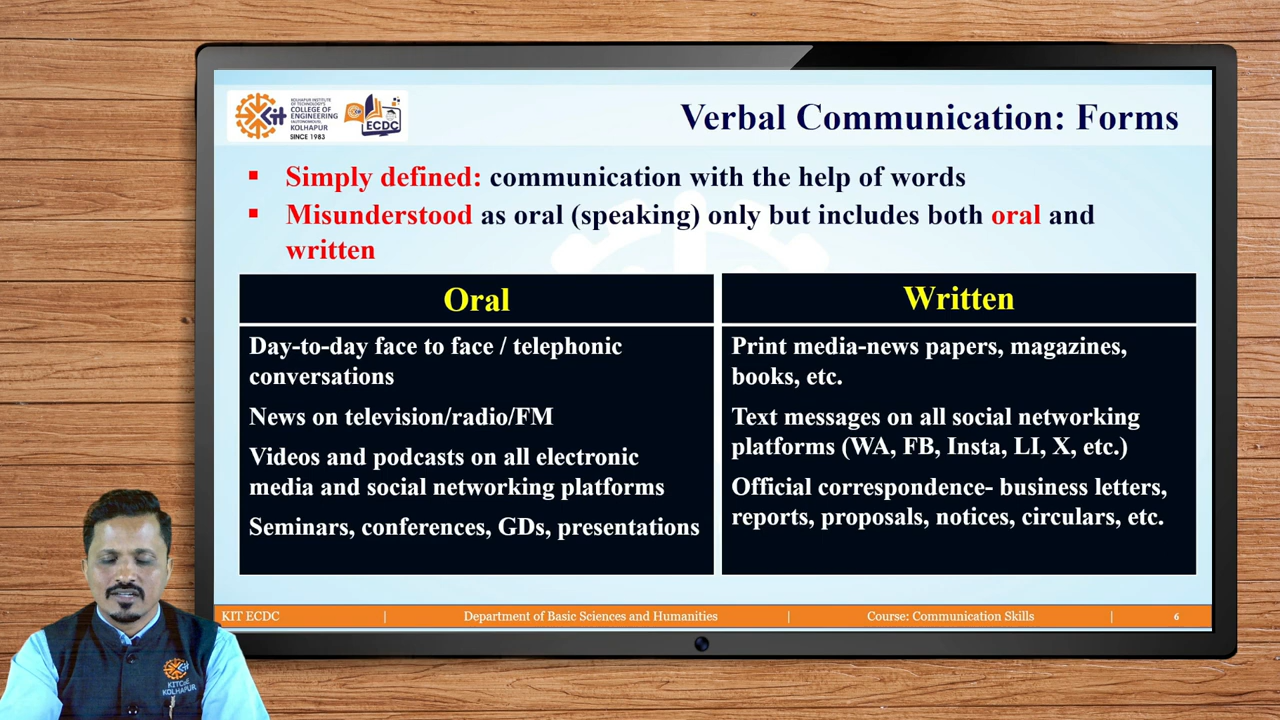 KOLHAPUR INSTITUTE
OF TECHNOLOGY'S
COLLEGE OF
ENGINEERING
(AUTONOMOUS),
KOLHAPUR
SINCE 1983
KIT
ECDC
Verbal Communication: Forms
▪ Simply defined: communication with the help of words
▪ Misunderstood as oral (speaking) only but includes both oral and
written
Oral
Day-to-day face to face / telephonic
conversations
News on television/radio/FM
Videos and podcasts on all electronic
media and social networking platforms
Seminars, conferences, GDs, presentations
Written
Print media-news papers, magazines,
books, etc.
Text messages on all social networking
platforms (WA, FB, Insta, LI, X, etc.)
Official correspondence- business letters,
reports, proposals, notices, circulars, etc.
KIT ECDC | Department of Basic Sciences and Humanities | Course: Communication Skills | 6
KITCoE
KOLHAPUR